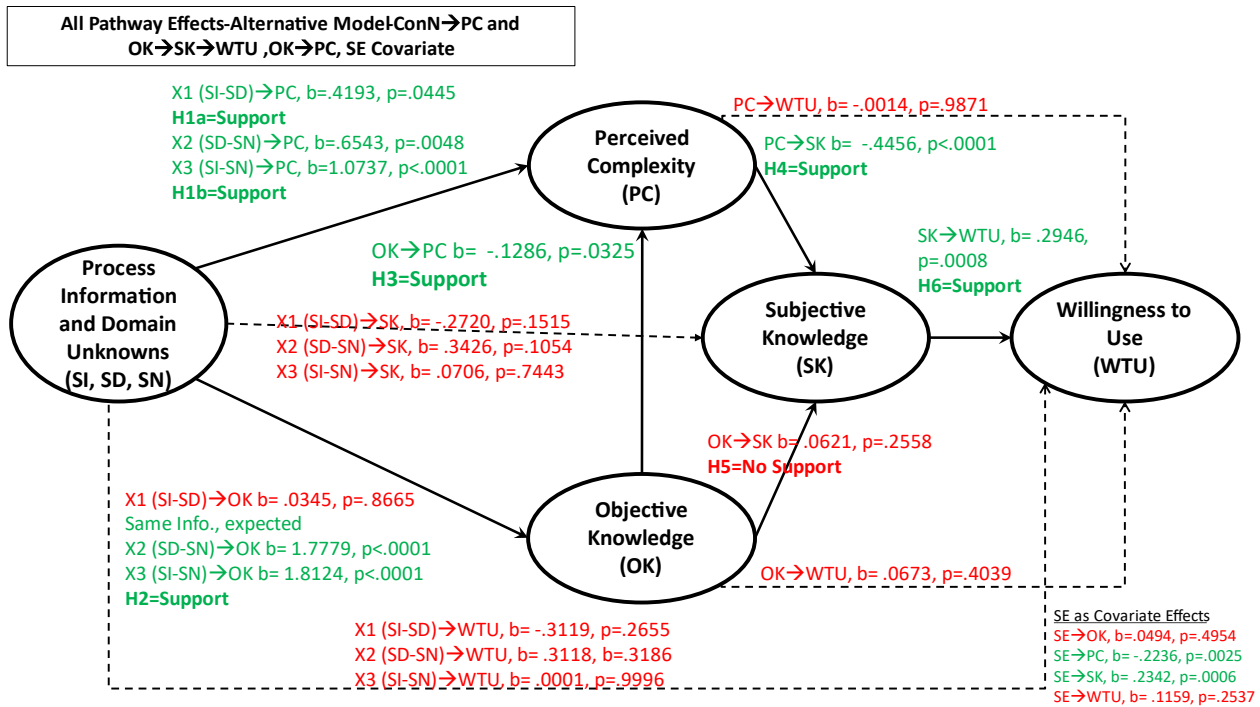 All Pathway Effects-Alternative Model-ConN→PC and
OK→SK→WTU ,OK→PC, SE Covariate
X1 (SI-SD)→PC, b=.4193, p=.0445
H1a=Support
X2 (SD-SN)→PC, b=.6543, p=.0048
X3 (SI-SN)→PC, b=1.0737, p<.0001
H1b=Support
PC→WTU, b= -.0014, p=.9871
Perceived
Complexity
(PC)
PC→SK b= -.4456, p<.0001
H4=Support
OK→PC b= -.1286, p=.0325
H3=Support
SK→WTU, b= .2946,
p=.0008
H6=Support
Process
Information
and Domain
Unknowns
(SI, SD, SN)
X1 (SI-SD)→SK, b= -.2720, p=.1515
X2 (SD-SN)→SK, b= .3426, p=.1054
X3 (SI-SN)→SK, b= .0706, p=.7443
Subjective
Knowledge
(SK)
Willingness to
Use
(WTU)
OK→SK b= .0621, p=.2558
H5=No Support
X1 (SI-SD)→OK b= .0345, p=. 8665
Same Info., expected
X2 (SD-SN)→OK b= 1.7779, p<.0001
X3 (SI-SN)→OK b= 1.8124, p<.0001
H2=Support
Objective
Knowledge
(OK)
OK→WTU, b= .0673, p=.4039
X1 (SI-SD)→WTU, b= -.3119, p=.2655
X2 (SD-SN)→WTU, b= .3118, b=.3186
X3 (SI-SN)→WTU, b= .0001, p=.9996
SE as Covariate Effects
SE→OK, b=.0494, p=.4954
SE→PC, b= -.2236, p=.0025
SE→SK, b= .2342, p=.0006
SE→WTU, b= .1159, p=.2537